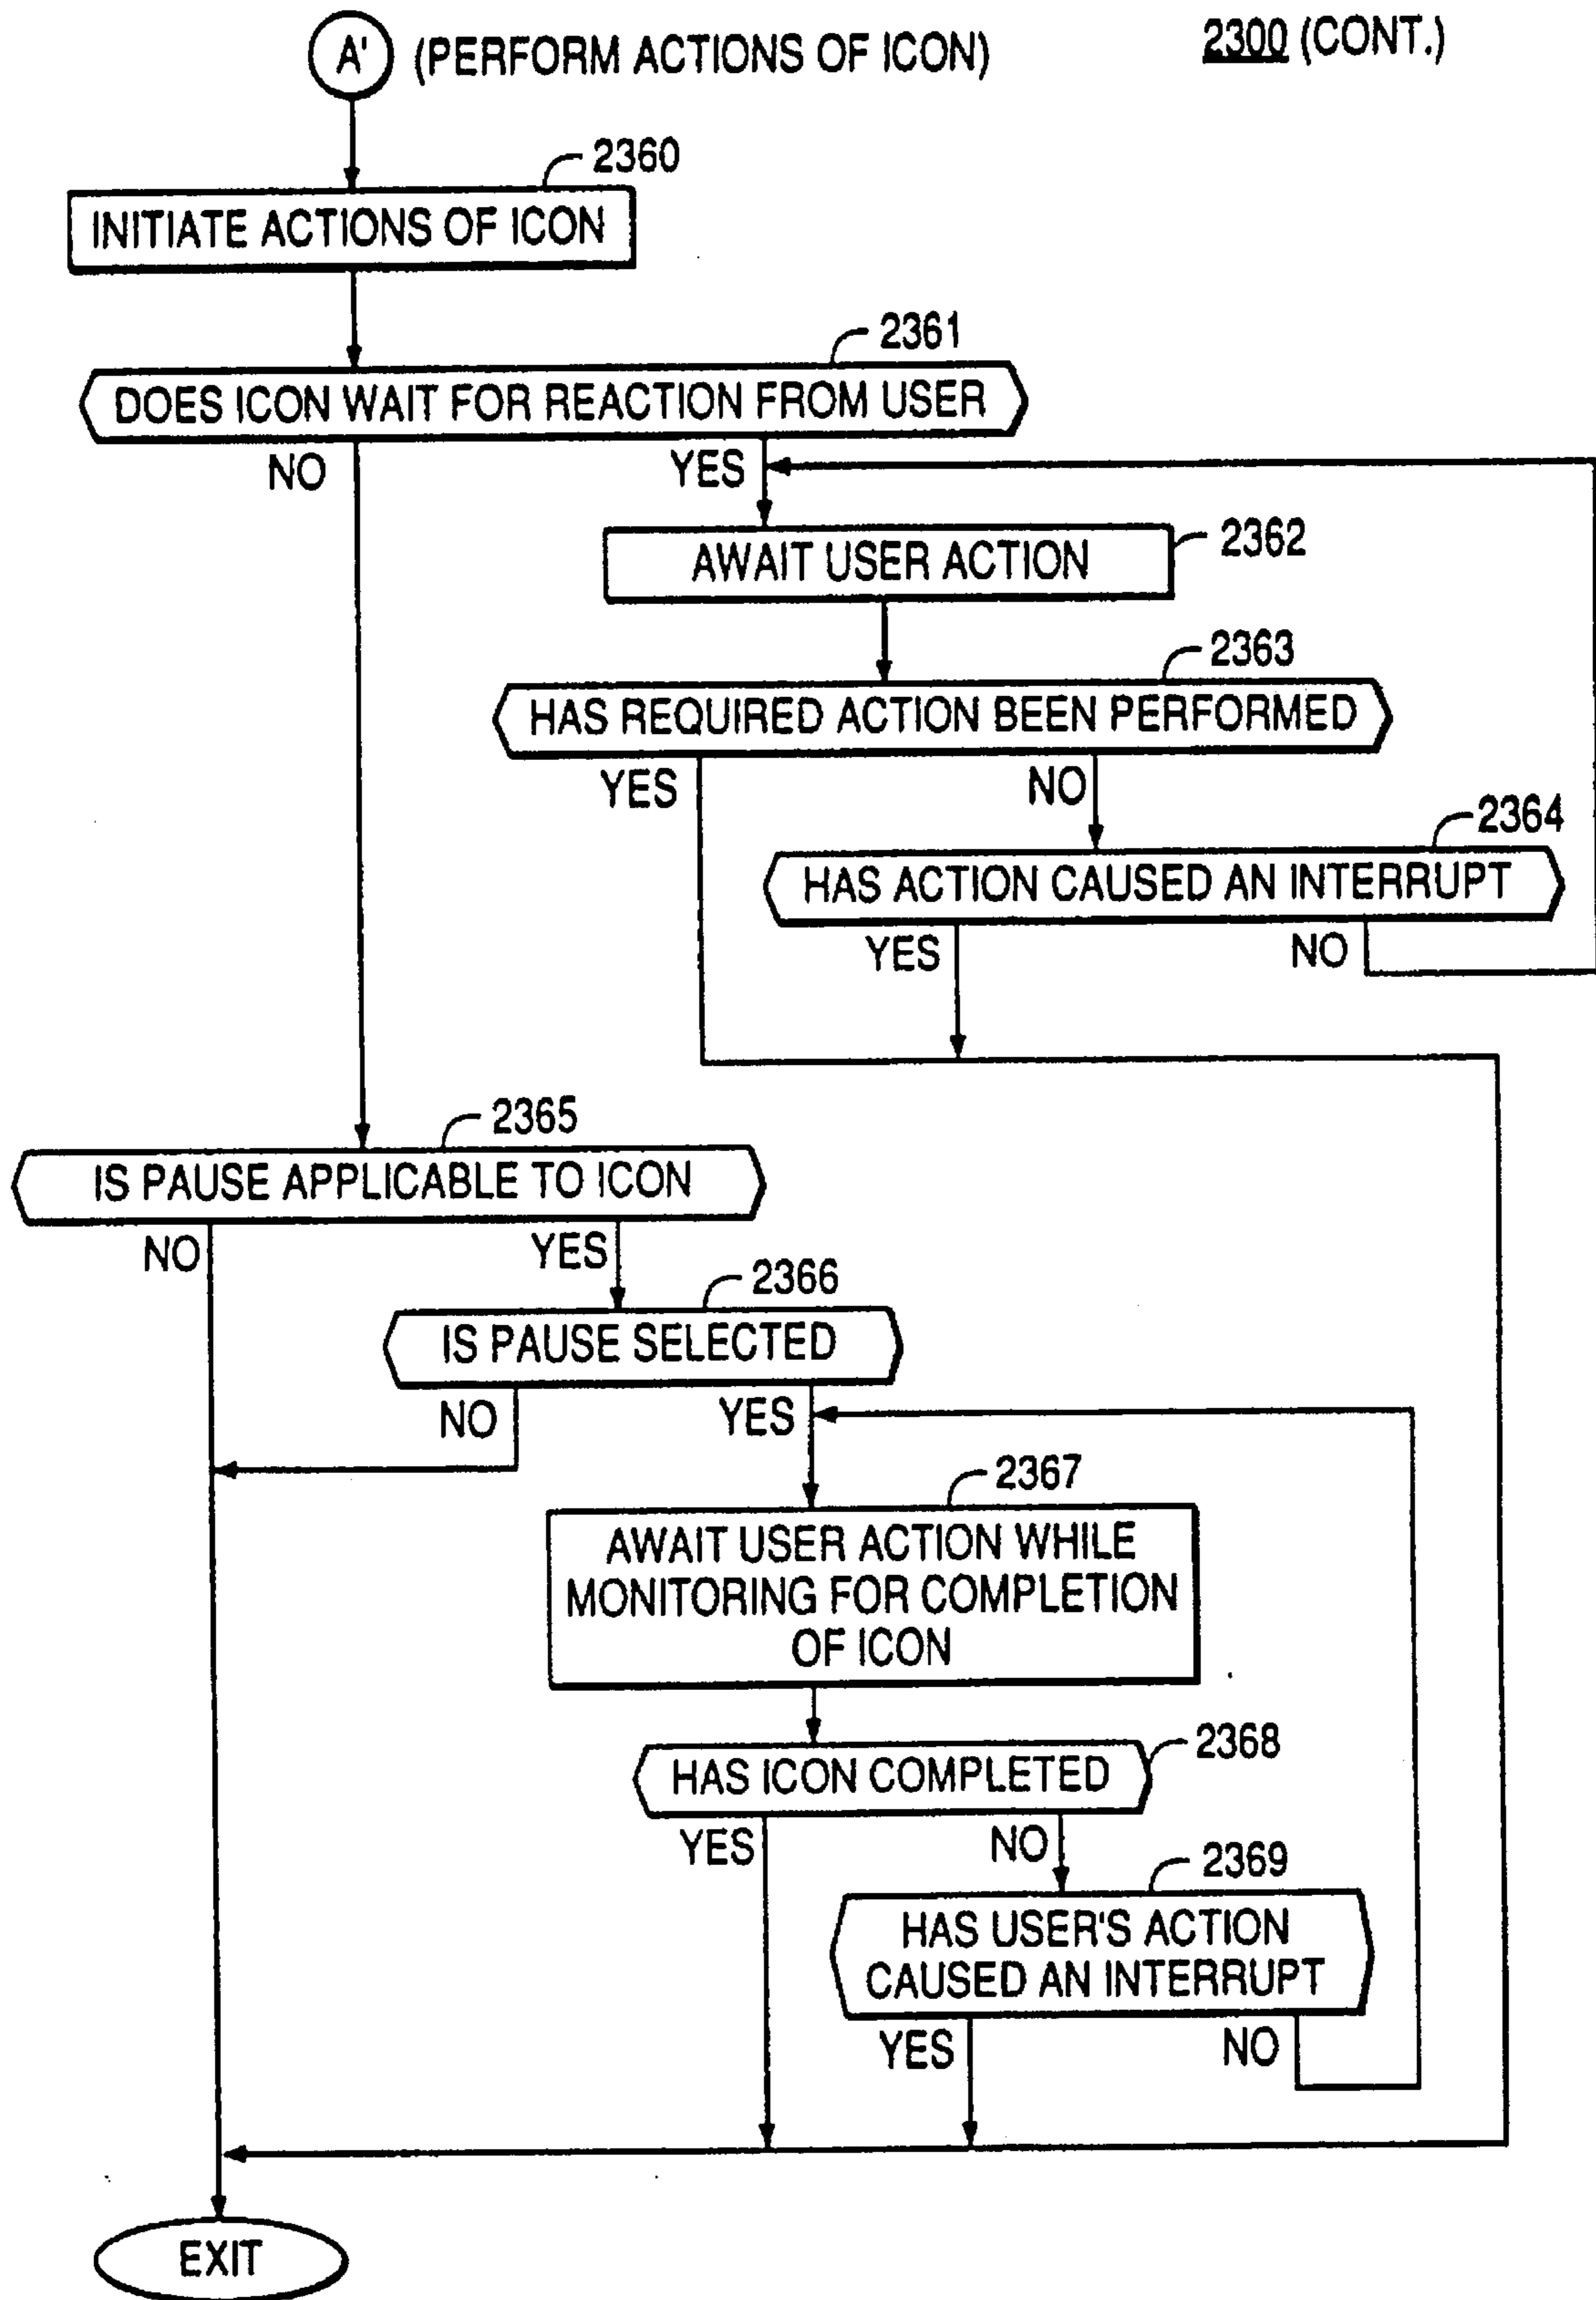 A' (PERFORM ACTIONS OF ICON) 2300 (CONT.)
2360
INITIATE ACTIONS OF ICON
2361
DOES ICON WAIT FOR REACTION FROM USER
NO YES
2362
AWAIT USER ACTION
2363
HAS REQUIRED ACTION BEEN PERFORMED
YES NO
2364
HAS ACTION CAUSED AN INTERRUPT
YES NO
2365
IS PAUSE APPLICABLE TO ICON
NO YES
2366
IS PAUSE SELECTED
NO YES
2367
AWAIT USER ACTION WHILE
MONITORING FOR COMPLETION
OF ICON
2368
HAS ICON COMPLETED
YES NO
2369
HAS USER'S ACTION
CAUSED AN INTERRUPT
YES NO
EXIT